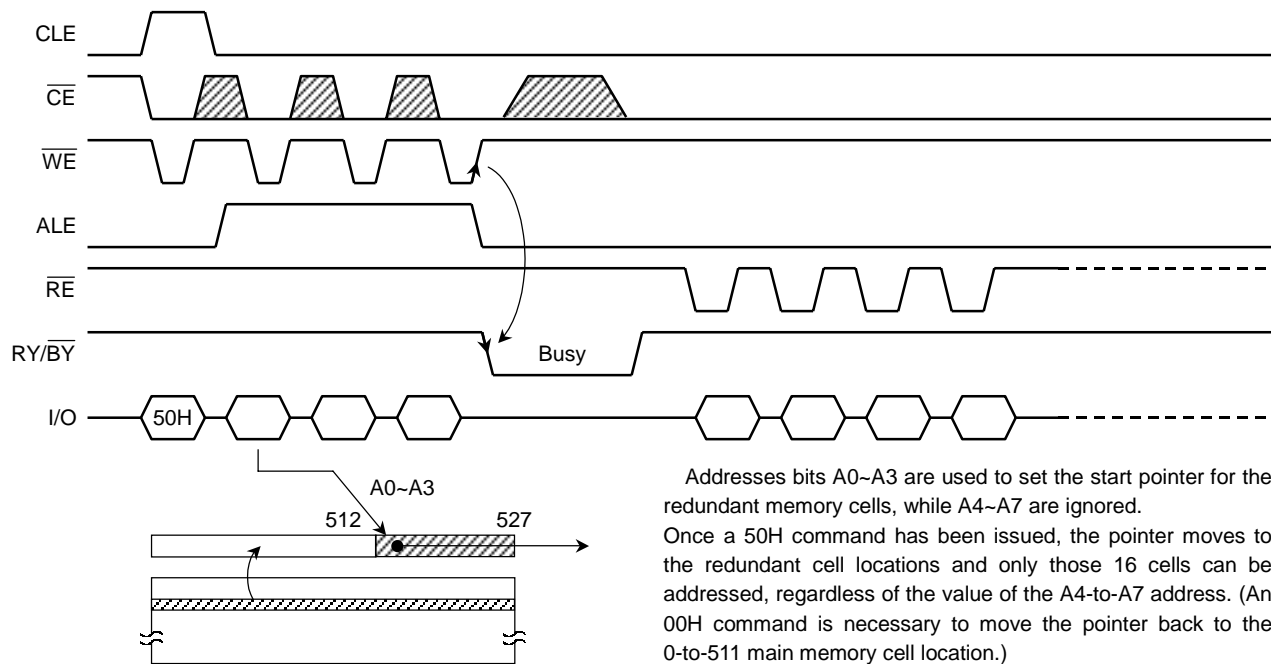 CLE
CE
WE
ALE
RE
RY/BY
Busy
I/O
50H
A0~A3
512
527
Addresses bits A0~A3 are used to set the start pointer for the
redundant memory cells, while A4~A7 are ignored.
Once a 50H command has been issued, the pointer moves to
the redundant cell locations and only those 16 cells can be
addressed, regardless of the value of the A4-to-A7 address. (An
00H command is necessary to move the pointer back to the
0-to-511 main memory cell location.)